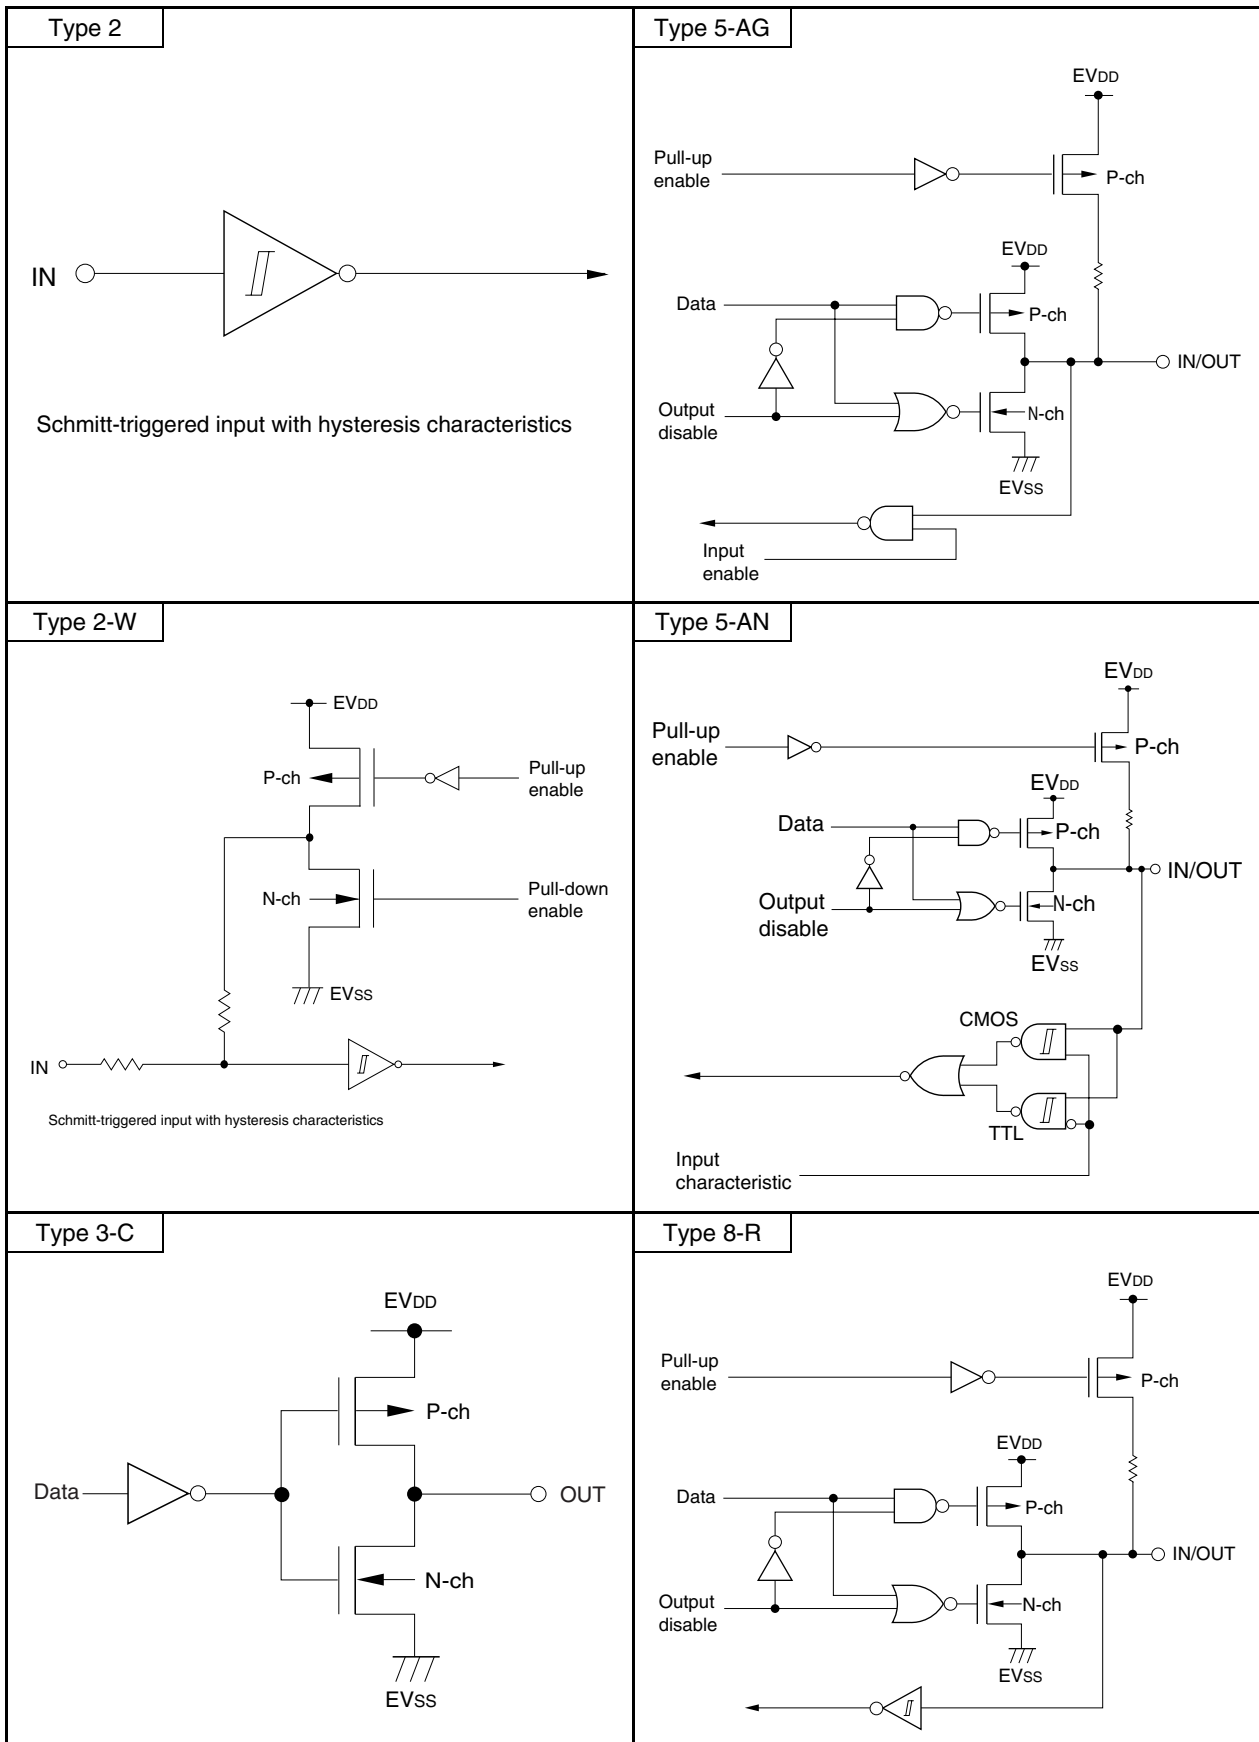 Type 2
IN
Schmitt-triggered input with hysteresis characteristics
Type 5-AG
EVDD
Pull-up
enable
P-ch
EVDD
Data
P-ch
IN/OUT
Output
disable
N-ch
EVSS
Input
enable
Type 2-W
EVDD
P-ch
Pull-up
enable
N-ch
Pull-down
enable
EVSS
IN
Schmitt-triggered input with hysteresis characteristics
Type 5-AN
EVDD
Pull-up
enable
P-ch
EVDD
Data
P-ch
IN/OUT
Output
disable
N-ch
EVSS
CMOS
TTL
Input
characteristic
Type 3-C
EVDD
P-ch
Data
OUT
N-ch
EVSS
Type 8-R
EVDD
Pull-up
enable
P-ch
EVDD
Data
P-ch
IN/OUT
Output
disable
N-ch
EVSS